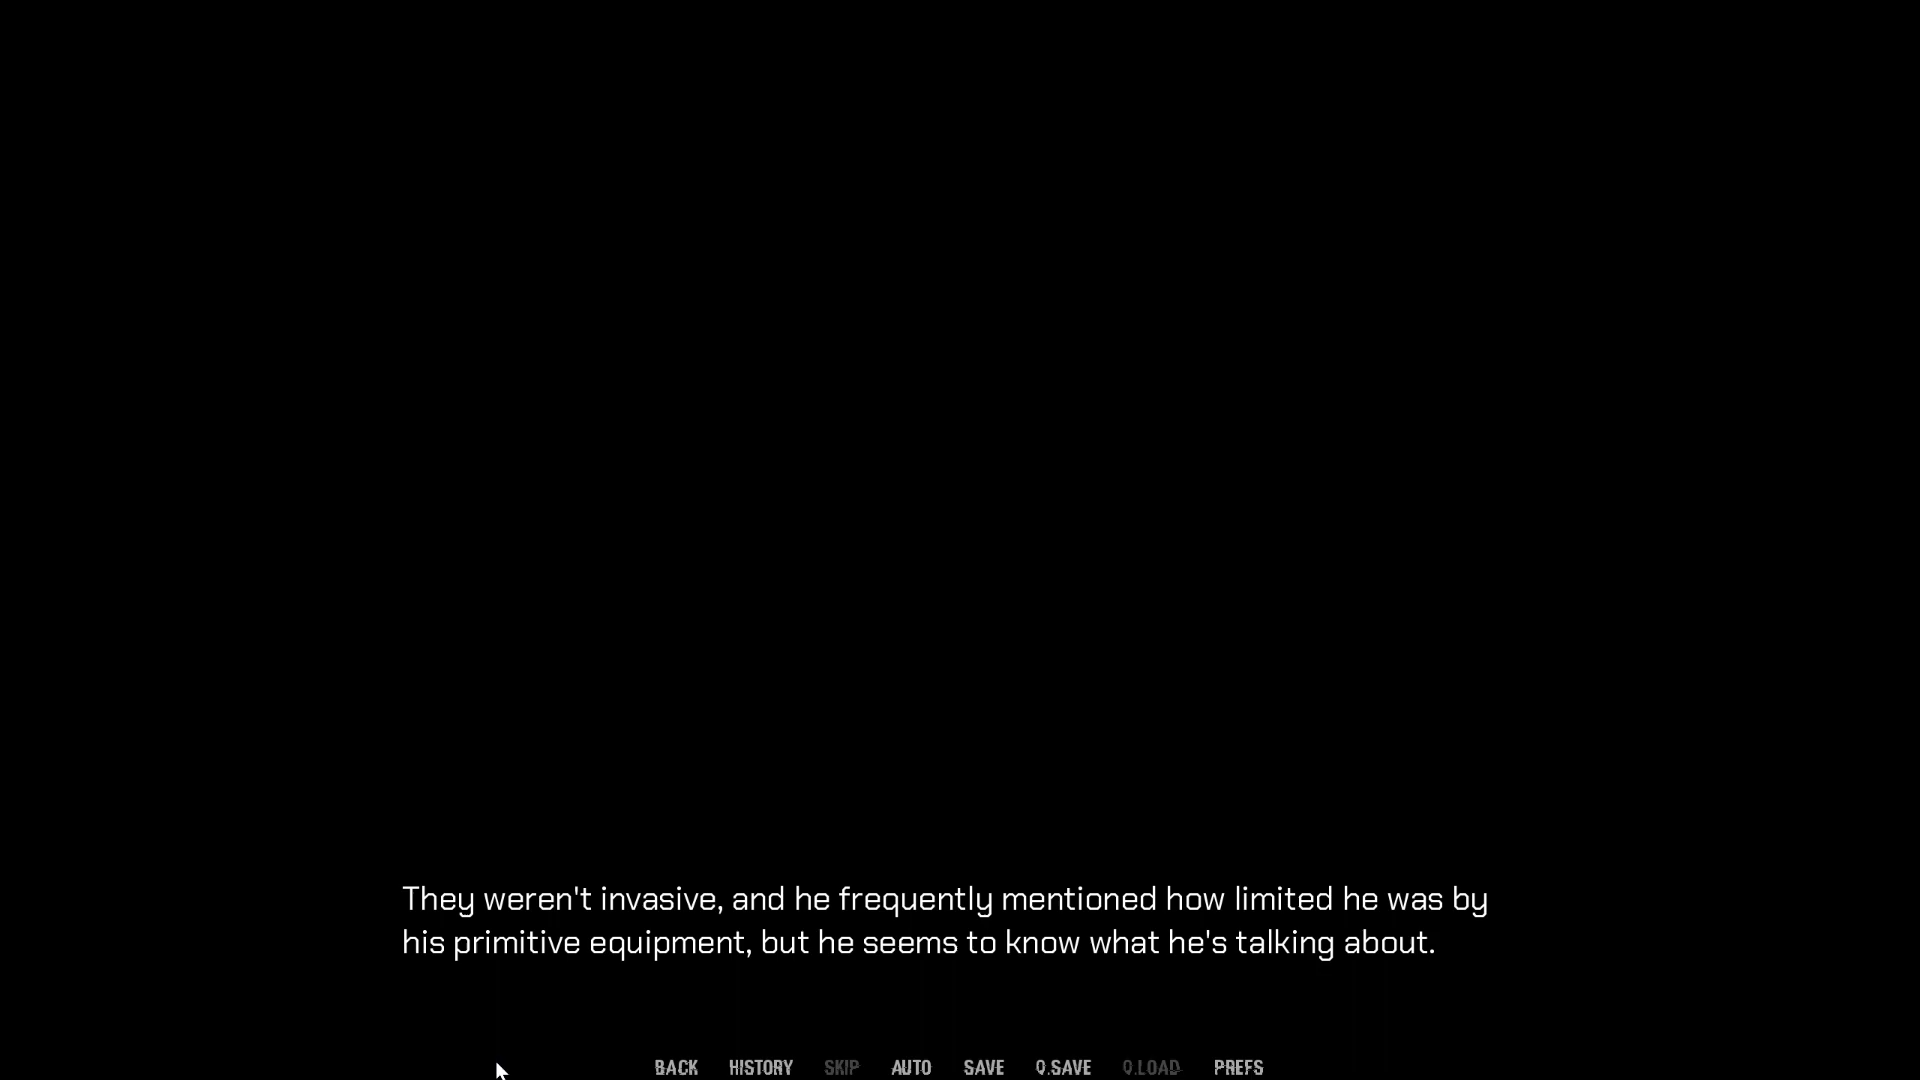 They weren't invasive, and he frequently mentioned how limited he was by
his primitive equipment, but he seems to know what he's talking about.
BACK HISTORY SKIP AUTO SAVE Q.SAVE Q.LOAD PREFS